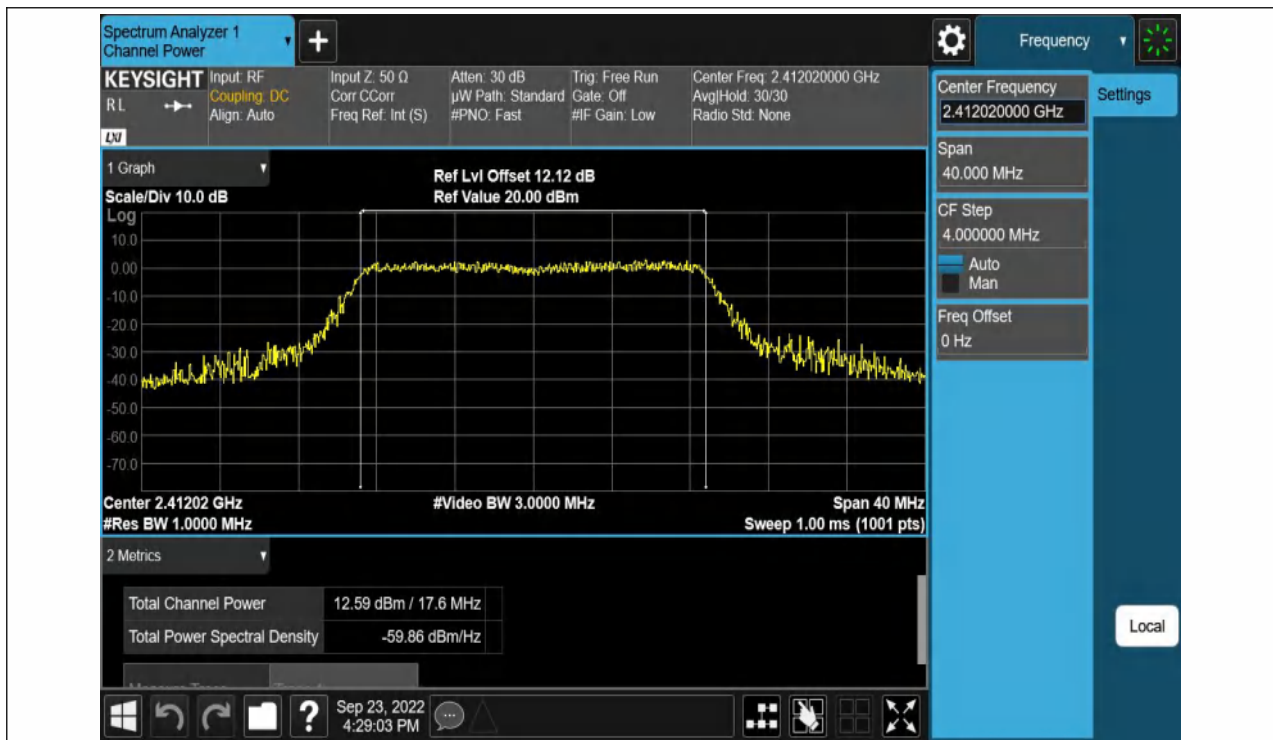 Spectrum Analyzer 1
Channel Power
Frequency
KEYSIGHT
RL
LXI
Input: RF
Coupling: DC
Align: Auto
Input Z: 50 Ω
Corr CCorr
Freq Ref: Int (S)
Atten: 30 dB
µW Path: Standard
#PNO: Fast
Trig: Free Run
Gate: Off
#IF Gain: Low
Center Freq: 2.412020000 GHz
Avg|Hold: 30/30
Radio Std: None
Center Frequency
2.412020000 GHz
Settings
Span
40.000 MHz
CF Step
4.000000 MHz
Auto
Man
Freq Offset
0 Hz
Local
1 Graph
Scale/Div 10.0 dB
Ref Lvl Offset 12.12 dB
Ref Value 20.00 dBm
Log
10.0
0.00
-10.0
-20.0
-30.0
-40.0
-50.0
-60.0
-70.0
Center 2.41202 GHz
#Video BW 3.0000 MHz
Span 40 MHz
#Res BW 1.0000 MHz
Sweep 1.00 ms (1001 pts)
2 Metrics
Total Channel Power 12.59 dBm / 17.6 MHz
Total Power Spectral Density -59.86 dBm/Hz
?
Sep 23, 2022
4:29:03 PM